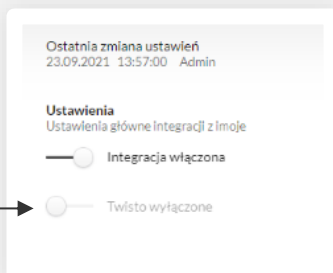 Ostatnia zmiana ustawień
23.09.2021 13:57:00 Admin
Ustawienia
Ustawienia główne integracji z imoje
Integracja włączona
Twisto wyłączone